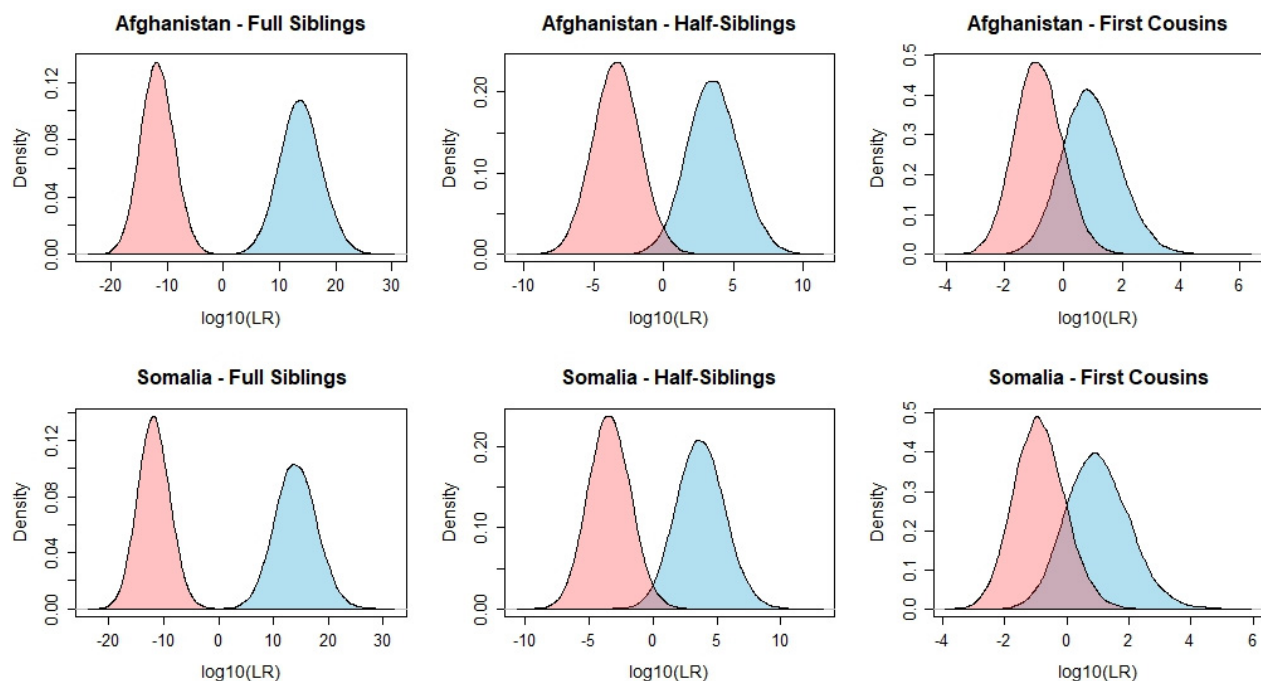 Afghanistan - Full Siblings
Density
0.00 0.04 0.08 0.12
-20 -10 0 10 20 30
log10(LR)
Afghanistan - Half-Siblings
Density
0.00 0.10 0.20
-10 -5 0 5 10
log10(LR)
Afghanistan - First Cousins
Density
0.0 0.1 0.2 0.3 0.4 0.5
-4 -2 0 2 4 6
log10(LR)
Somalia - Full Siblings
Density
0.00 0.04 0.08 0.12
-20 -10 0 10 20 30
log10(LR)
Somalia - Half-Siblings
Density
0.00 0.10 0.20
-10 -5 0 5 10
log10(LR)
Somalia - First Cousins
Density
0.0 0.1 0.2 0.3 0.4 0.5
-4 -2 0 2 4 6
log10(LR)